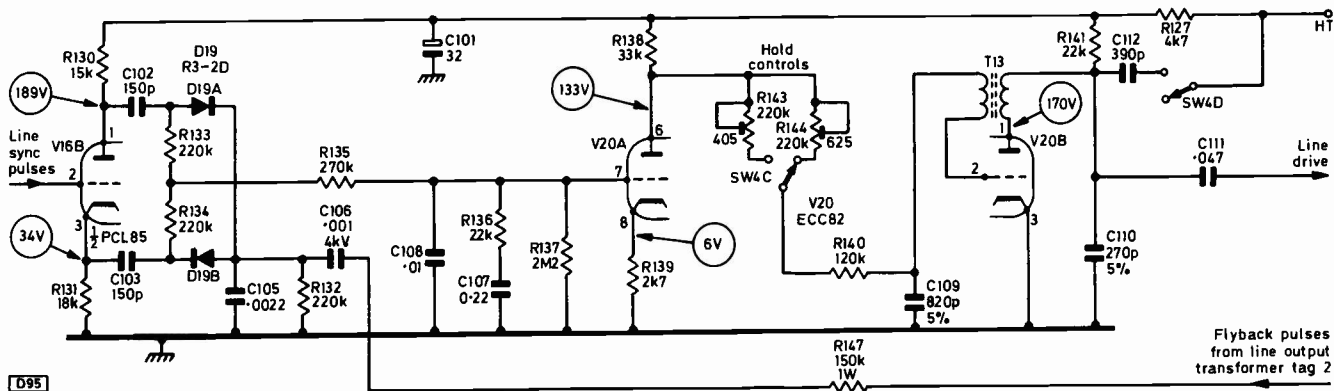 R130
15k
C102
150p
D19
R3-2D
D19A
189V
V16B
1
Line
sync
pulses
2
3
34V
½ PCL85
R131
18k
C103
150p
R133
220k
R134
220k
D19B
C105
·0022
R132
220k
C106
·001
4kV
R135
270k
C101
32
C108
·01
R136
22k
C107
0·22
R137
2M2
R138
33k
133V
V20A
6
7
8
6V
R139
2k7
Hold
controls
R143
220k
R144
220k
405
625
SW4C
V20
ECC82
R140
120k
C109
820p
5%
T13
170V
1
V20B
2
3
R141
22k
C112
390p
R127
4k7
HT
SW4D
C111
·047
Line
drive
C110
270p
5%
R147
150k
1W
Flyback pulses
from line output
transformer tag 2
D95